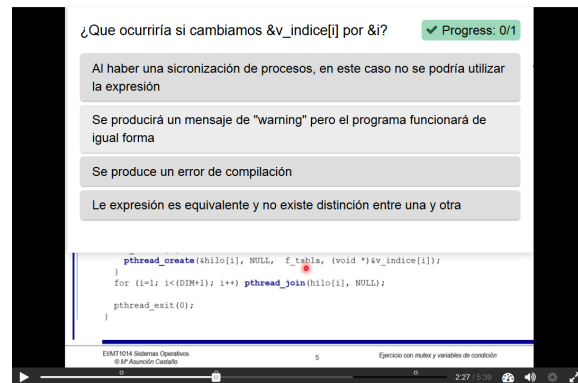 ¿Que ocurriría si cambiamos &v_indice[i] por &i?
✔ Progress: 0/1
Al haber una sicronización de procesos, en este caso no se podría utilizar
la expresión
Se producirá un mensaje de "warning" pero el programa funcionará de
igual forma
Se produce un error de compilación
Le expresión es equivalente y no existe distinción entre una y otra
pthread_create(&hilo[i], NULL, f_tabla, (void *)&v_indice[i]);
}
for (i=1; i<(DIM+1); i++) pthread_join(hilo[i], NULL);
pthread_exit(0);
}
EI/MT1014 Sistemas Operativos
© Mª Asunción Castaño
5
Ejercicio con mutex y variables de condición
2:27 / 5:39